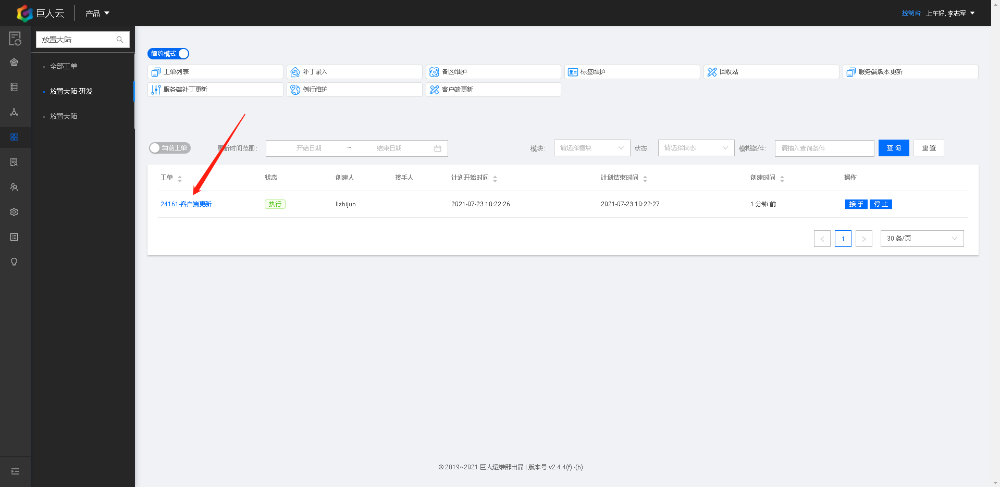 巨人云 产品 控制台 上午好, 李志军
放置大陆
全部工单
放置大陆-研发
放置大陆
简约模式
工单列表 补丁录入 备区维护 标签维护 回收站 服务端版本更新
服务端补丁更新 例行维护 客户端更新
当前工单 更新时间范围: 开始日期 ~ 结束日期 模块: 请选择模块 状态: 请选择状态 模糊条件: 请输入查询条件 查 询 重 置
工单 状态 创建人 接手人 计划开始时间 计划结束时间 创建时间 操作
24161-客户端更新 执行 lizhijun 2021-07-23 10:22:26 2021-07-23 10:22:27 1 分钟 前 接 手 停 止
< 1 > 30 条/页
© 2019~2021 巨人运维部出品 | 版本号 v2.4.4(f) -(b)